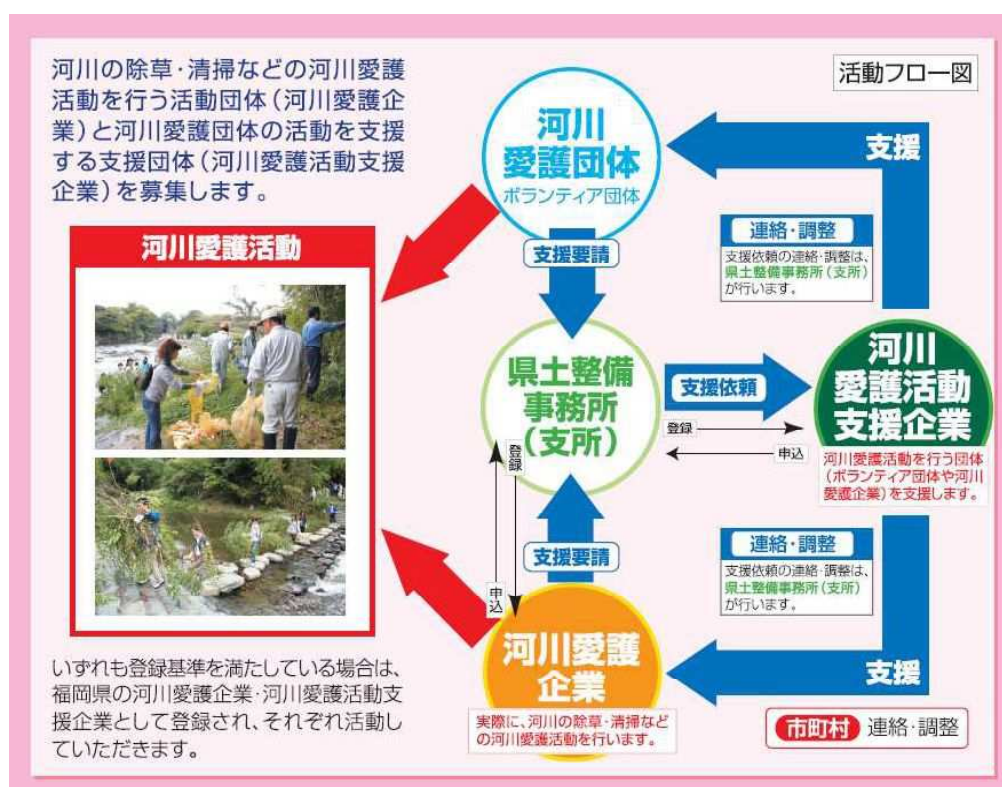 河川の除草・清掃などの河川愛護
活動を行う活動団体(河川愛護企
業)と河川愛護団体の活動を支援
する支援団体(河川愛護活動支援
企業)を募集します。
活動フロー図
河川
愛護団体
ボランティア団体
支援
連絡・調整
支援依頼の連絡・調整は、
県土整備事務所(支所)
が行います。
河川愛護活動
支援要請
県土整備
事務所
(支所)
支援依頼
登録
申込
河川
愛護活動
支援企業
河川愛護活動を行う団体
(ボランティア団体や河川
愛護企業)を支援します。
登録
申込
支援要請
連絡・調整
支援依頼の連絡・調整は、
県土整備事務所(支所)
が行います。
河川愛護
企業
実際に、河川の除草・清掃など
の河川愛護活動を行います。
支援
いずれも登録基準を満たしている場合は、
福岡県の河川愛護企業・河川愛護活動支
援企業として登録され、それぞれ活動し
ていただきます。
市町村 連絡・調整